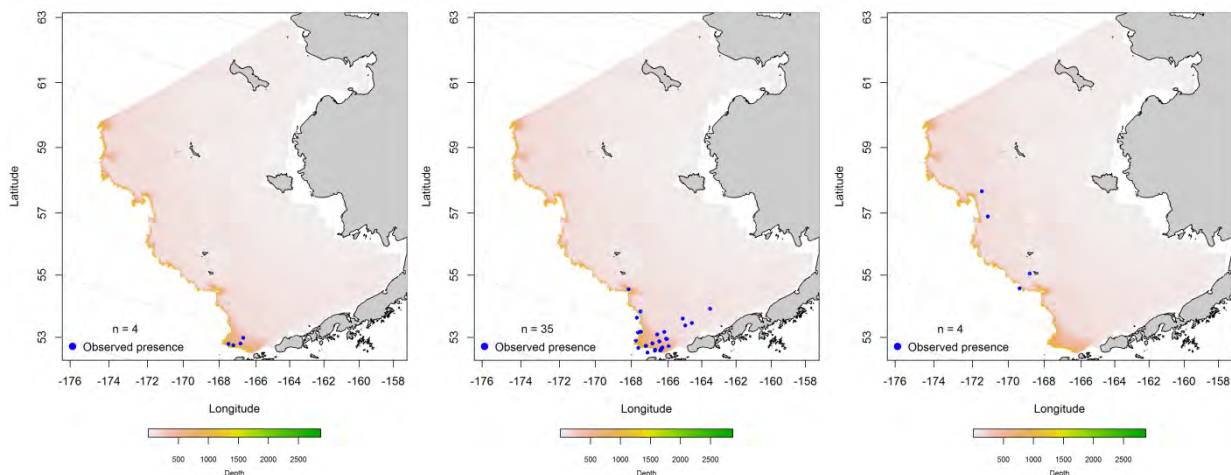 63
61
59
57
55
53
Latitude
n = 4
Observed presence
-176 -174 -172 -170 -168 -166 -164 -162 -160 -158
Longitude
500 1000 1500 2000 2500
Depth
63
61
59
57
55
53
Latitude
n = 35
Observed presence
-176 -174 -172 -170 -168 -166 -164 -162 -160 -158
Longitude
500 1000 1500 2000 2500
Depth
63
61
59
57
55
53
Latitude
n = 4
Observed presence
-176 -174 -172 -170 -168 -166 -164 -162 -160 -158
Longitude
500 1000 1500 2000 2500
Depth